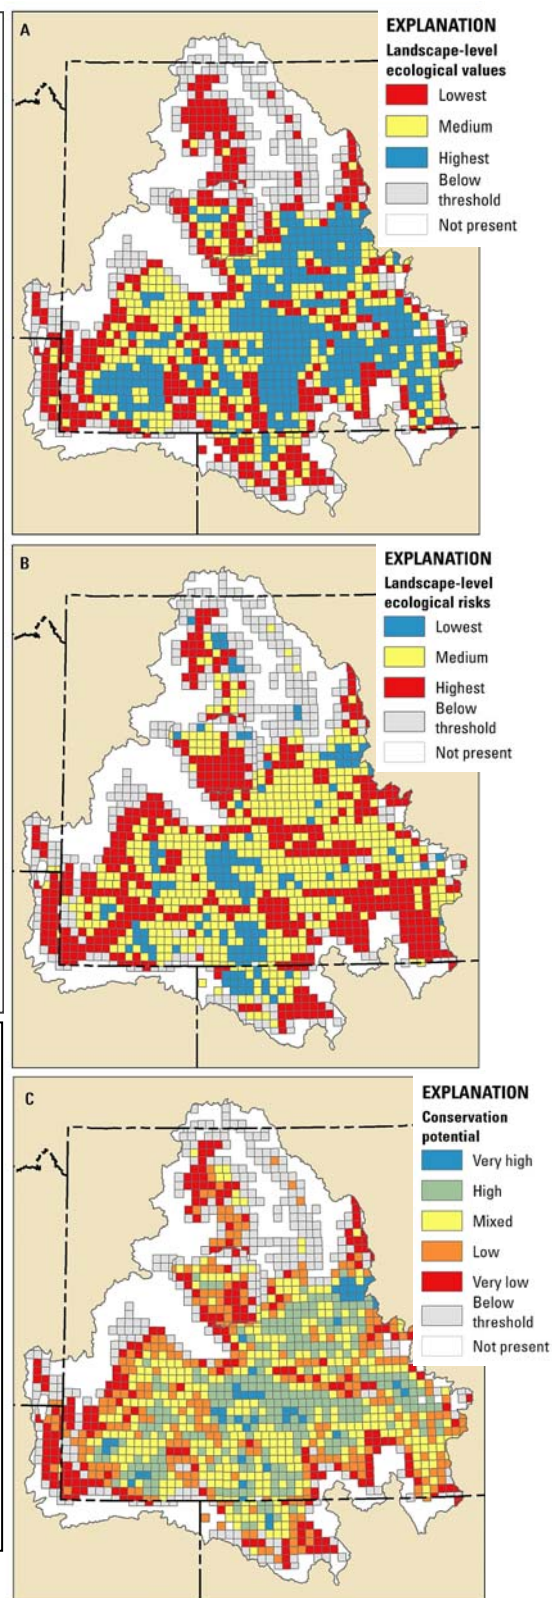 A
EXPLANATION
Landscape-level
ecological values
Lowest
Medium
Highest
Below
threshold
Not present
B
EXPLANATION
Landscape-level
ecological risks
Lowest
Medium
Highest
Below
threshold
Not present
C
EXPLANATION
Conservation
potential
Very high
High
Mixed
Low
Very low
Below
threshold
Not present